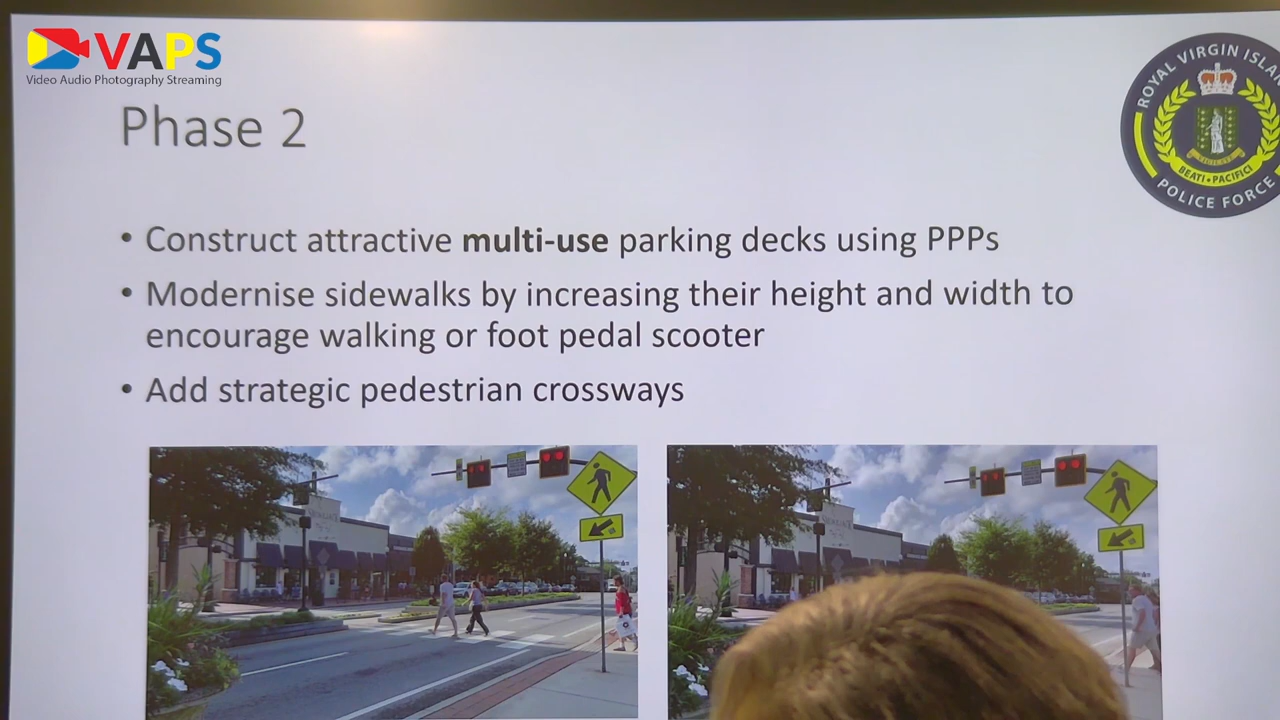 VAPS
Video Audio Photography Streaming
ROYAL VIRGIN ISLA
BEATI • PACIFICI
POLICE FORCE
Phase 2
• Construct attractive multi-use parking decks using PPPs
• Modernise sidewalks by increasing their height and width to
encourage walking or foot pedal scooter
• Add strategic pedestrian crossways